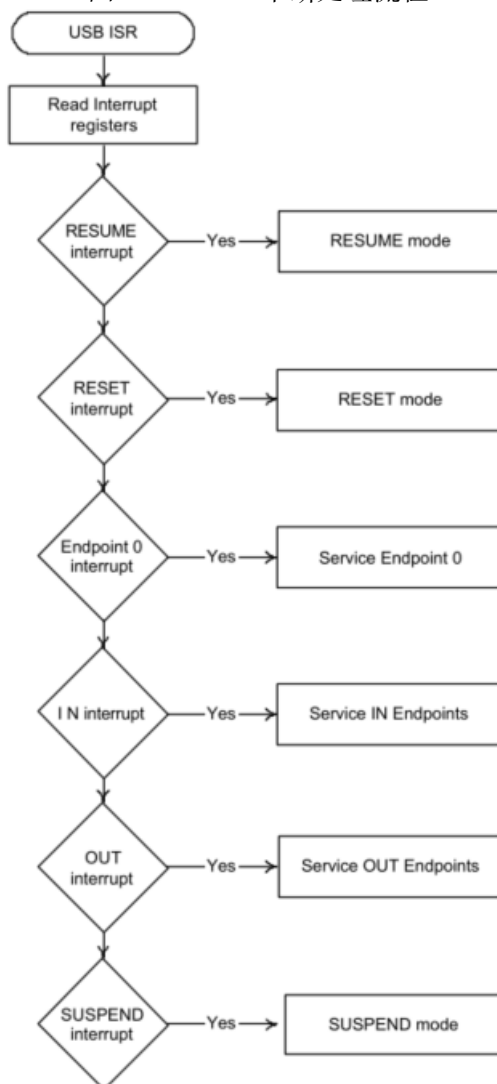 USB ISR
Read Interrupt
registers
RESUME
interrupt
Yes
RESUME mode
RESET
interrupt
Yes
RESET mode
Endpoint 0
interrupt
Yes
Service Endpoint 0
I N interrupt
Yes
Service IN Endpoints
OUT
interrupt
Yes
Service OUT Endpoints
SUSPEND
interrupt
Yes
SUSPEND mode